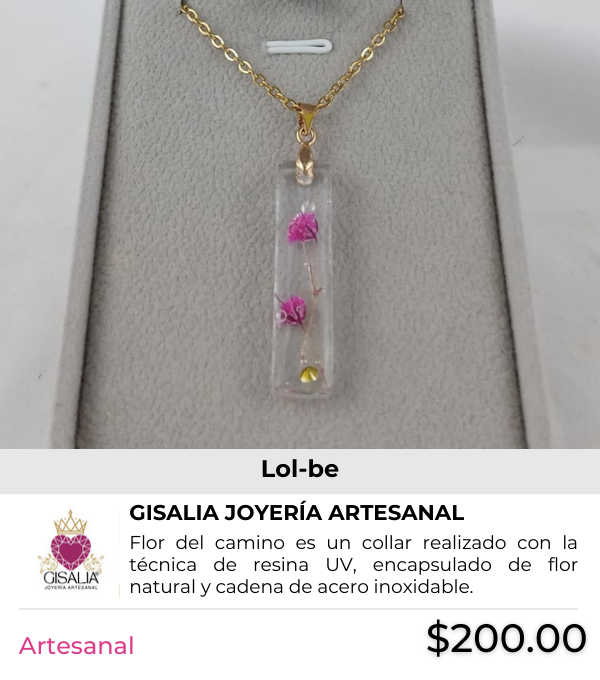 Lol-be
GISALIA JOYERÍA ARTESANAL
Flor del camino es un collar realizado con la
técnica de resina UV, encapsulado de flor
natural y cadena de acero inoxidable.
GISALIA
JOYERÍA ARTESANAL
Artesanal
$200.00